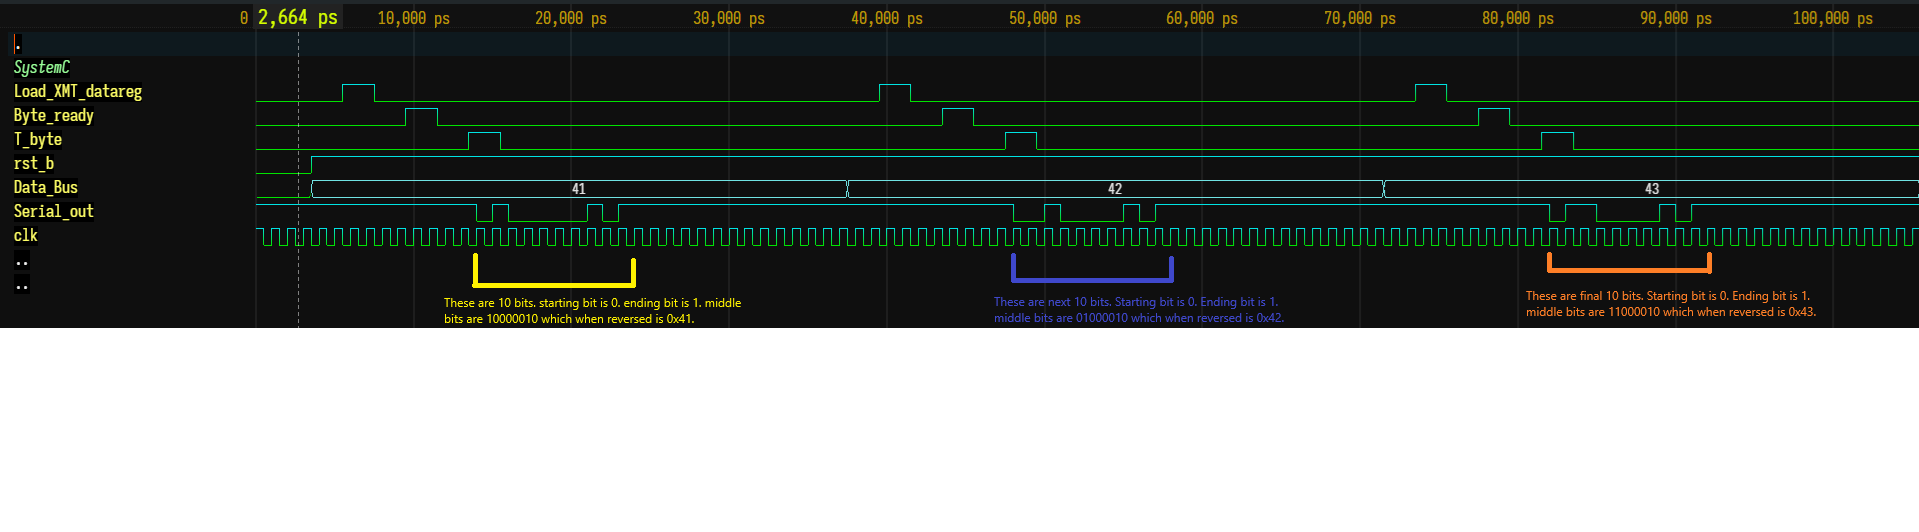 0 2,664 ps 10,000 ps 20,000 ps 30,000 ps 40,000 ps 50,000 ps 60,000 ps 70,000 ps 80,000 ps 90,000 ps 100,000 ps
.
SystemC
Load_XMT_datareg
Byte_ready
T_byte
rst_b
Data_Bus 41 42 43
Serial_out
clk
..
..
These are 10 bits. starting bit is 0. ending bit is 1. middle
bits are 10000010 which when reversed is 0x41.
These are next 10 bits. Starting bit is 0. Ending bit is 1.
middle bits are 01000010 which when reversed is 0x42.
These are final 10 bits. Starting bit is 0. Ending bit is 1.
middle bits are 11000010 which when reversed is 0x43.